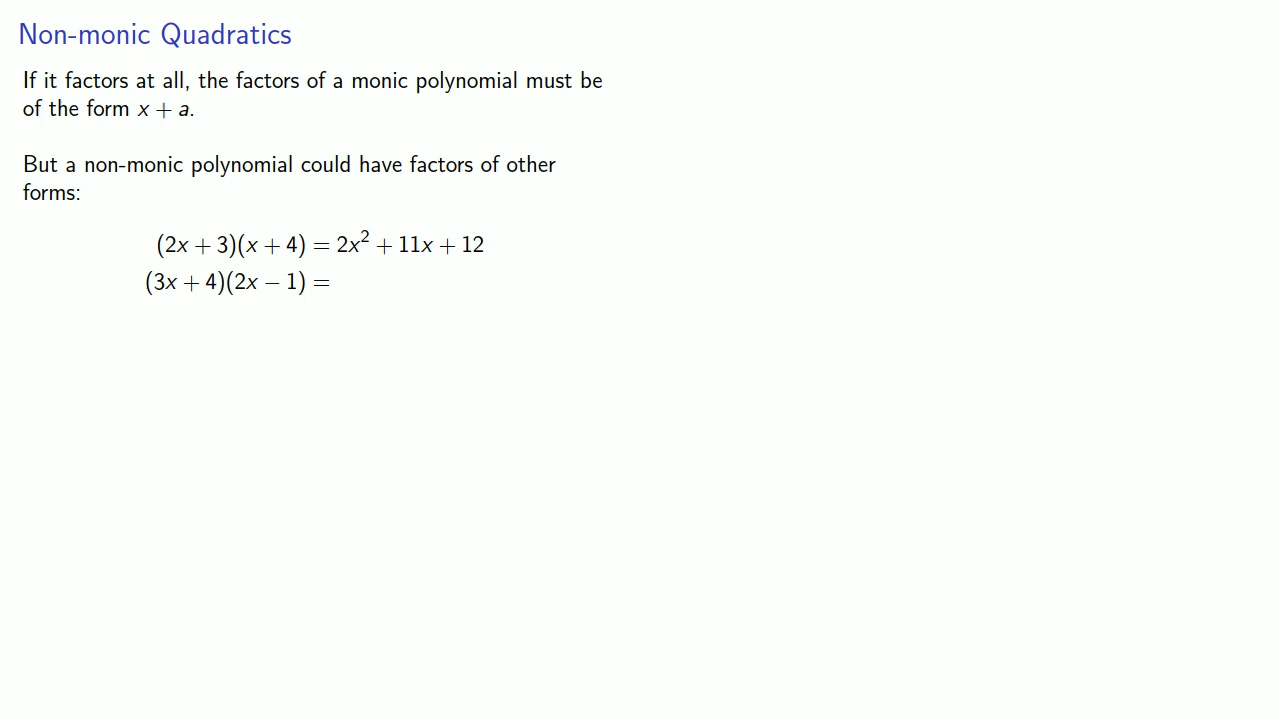 Non-monic Quadratics
If it factors at all, the factors of a monic polynomial must be
of the form x + a.
But a non-monic polynomial could have factors of other
forms:
(2x + 3)(x + 4) = 2x² + 11x + 12
(3x + 4)(2x − 1) =